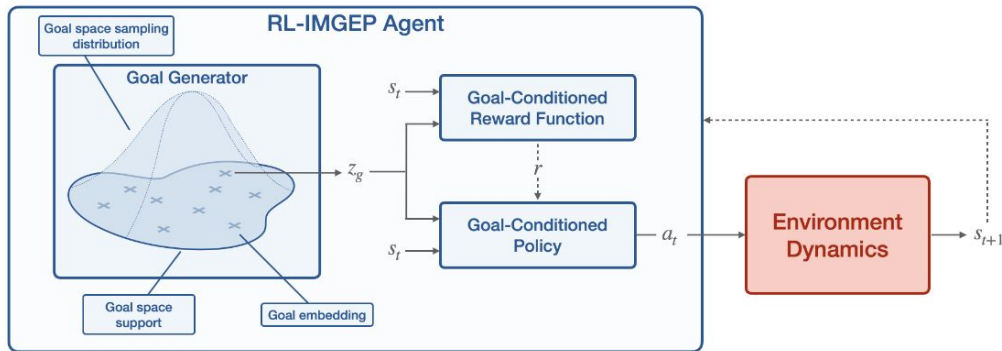 RL-IMGEP Agent
Goal space sampling
distribution
Goal Generator
Goal space
support
Goal embedding
z_g
s_t
Goal-Conditioned
Reward Function
r
Goal-Conditioned
Policy
s_t
a_t
Environment
Dynamics
s_{t+1}